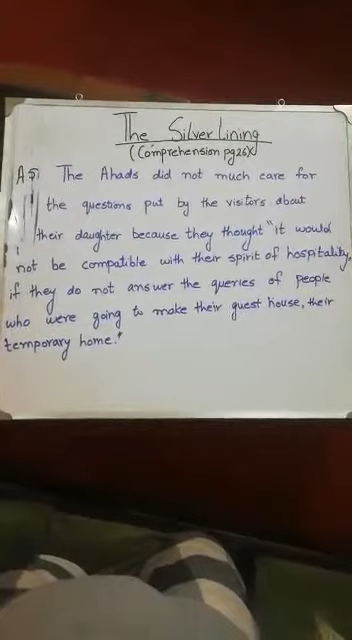 The Silver Lining
(Comprehension pg26)
A5) The Ahads did not much care for
the questions put by the visitors about
their daughter because they thought "it would
not be compatible with their spirit of hospitality,
if they do not answer the queries of people
who were going to make their guest house, their
temporary home."